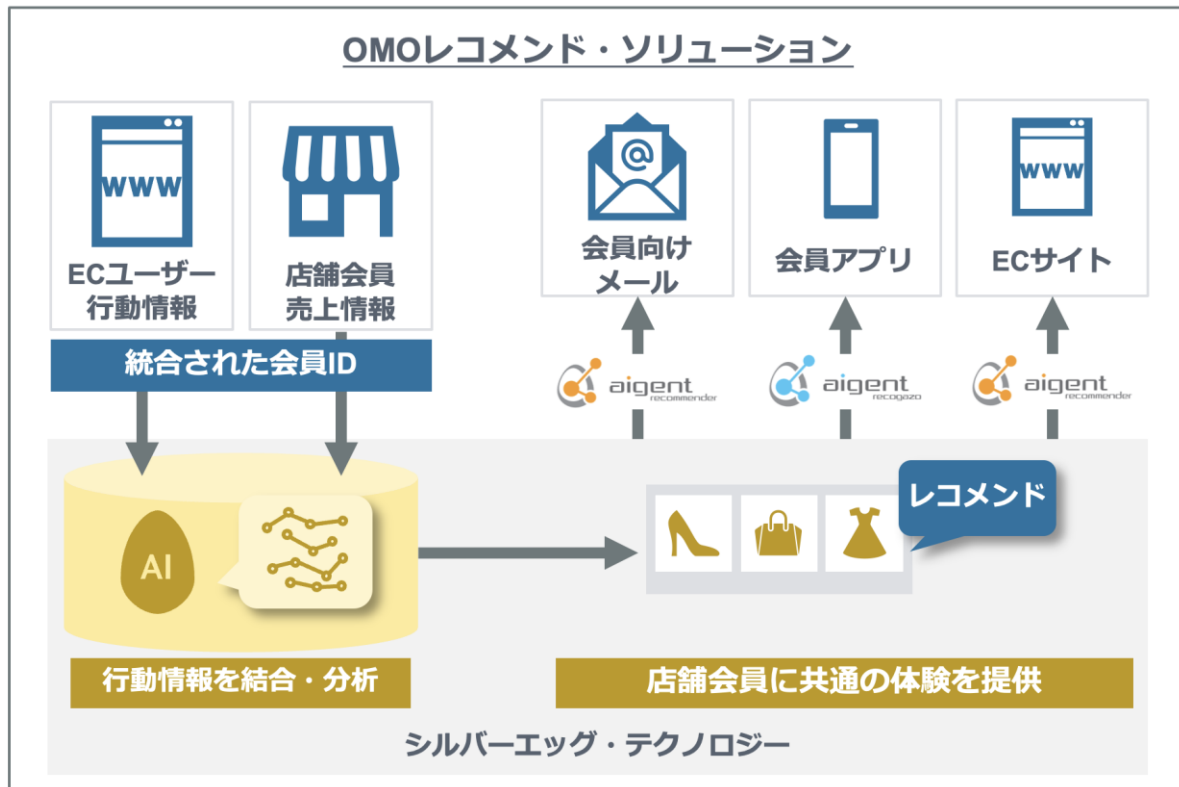 OMOレコメンド・ソリューション
WWW
ECユーザー
行動情報
店舗会員
売上情報
@
会員向け
メール
会員アプリ
WWW
ECサイト
統合された会員ID
aigent
recommender
aigent
recogazo
aigent
recommender
AI
レコメンド
行動情報を結合・分析
店舗会員に共通の体験を提供
シルバーエッグ・テクノロジー